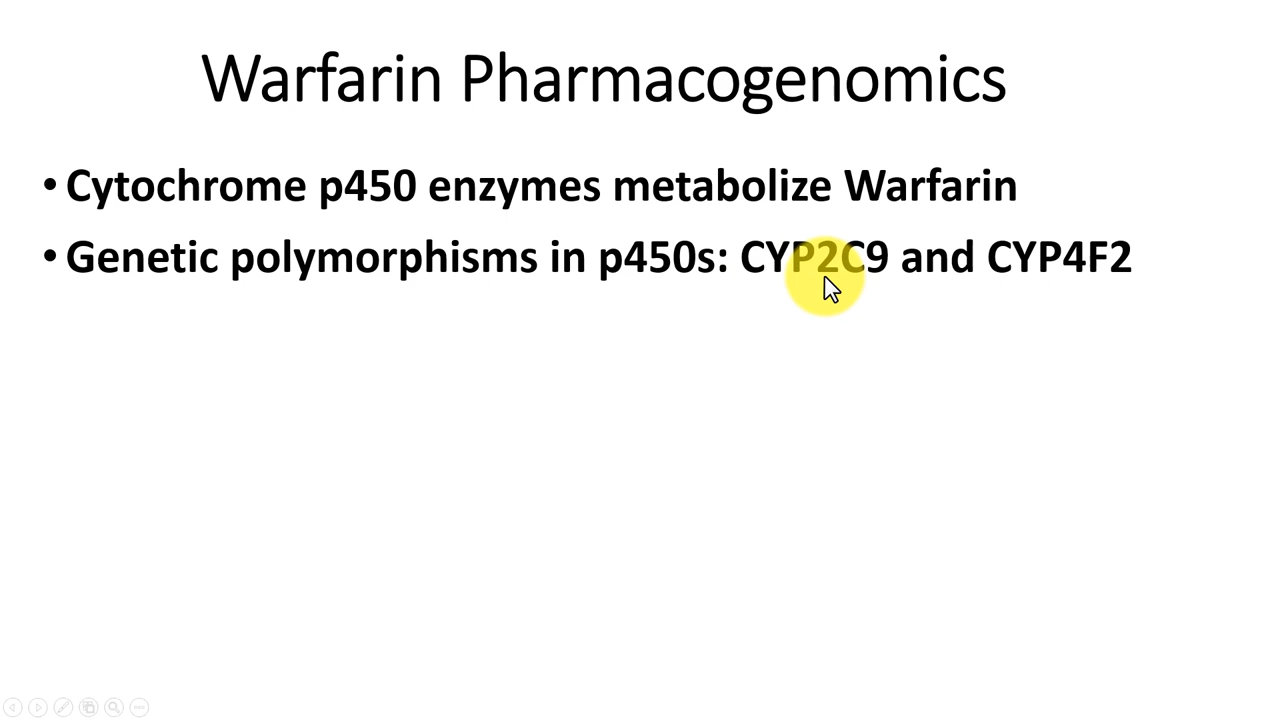 Warfarin Pharmacogenomics
• Cytochrome p450 enzymes metabolize Warfarin
• Genetic polymorphisms in p450s: CYP2C9 and CYP4F2